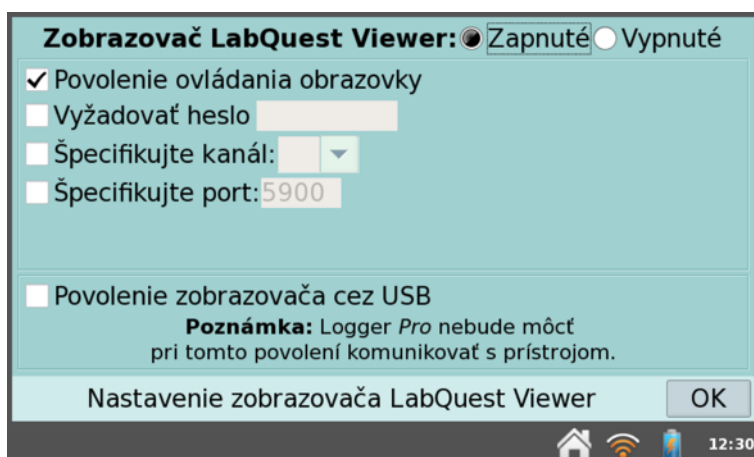 Zobrazovač LabQuest Viewer: Zapnuté Vypnuté
Povolenie ovládania obrazovky
Vyžadovať heslo
Špecifikujte kanál:
Špecifikujte port: 5900
Povolenie zobrazovača cez USB
Poznámka: Logger Pro nebude môcť
pri tomto povolení komunikovať s prístrojom.
Nastavenie zobrazovača LabQuest Viewer OK
12:30